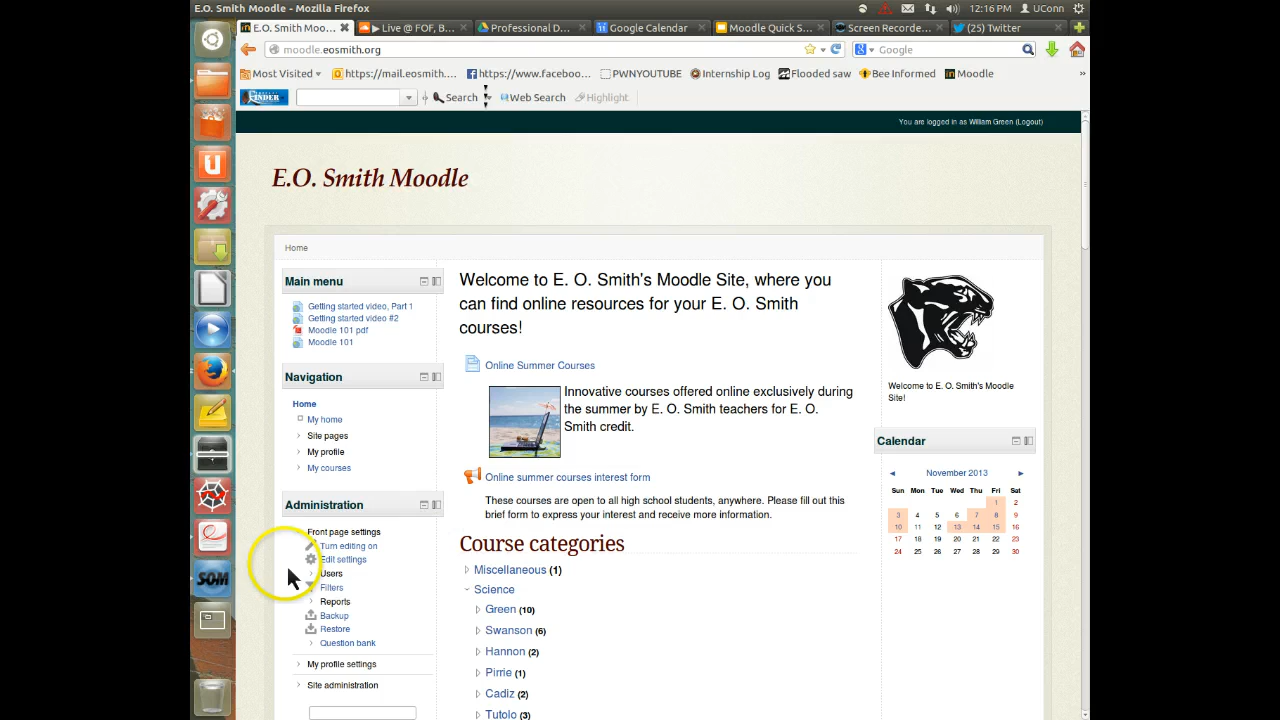 E.O. Smith Moodle - Mozilla Firefox
12:16 PM UConn
E.O. Smith Moo...
Live @ FOF, B...
Professional D...
Google Calendar
Moodle Quick S...
Screen Recorde...
(25) Twitter
moodle.eosmith.org
Google
Most Visited
https://mail.eosmith....
https://www.faceboo...
PWNYOUTUBE
Internship Log
Flooded saw
Bee Informed
Moodle
»
Search
Web Search
Highlight
You are logged in as William Green (Logout)
E.O. Smith Moodle
Home
Main menu
Getting started video, Part 1
Getting started video #2
Moodle 101 pdf
Moodle 101
Navigation
Home
My home
Site pages
My profile
My courses
Administration
Front page settings
Turn editing on
Edit settings
Users
Filters
Reports
Backup
Restore
Question bank
My profile settings
Site administration
Welcome to E. O. Smith's Moodle Site, where you
can find online resources for your E. O. Smith
courses!
Online Summer Courses
Innovative courses offered online exclusively during
the summer by E. O. Smith teachers for E. O.
Smith credit.
Online summer courses interest form
These courses are open to all high school students, anywhere. Please fill out this
brief form to express your interest and receive more information.
Course categories
Miscellaneous (1)
Science
Green (10)
Swanson (6)
Hannon (2)
Pirrie (1)
Cadiz (2)
Tutolo (3)
Welcome to E. O. Smith's Moodle
Site!
Calendar
November 2013
Sun Mon Tue Wed Thu Fri Sat
1 2
3 4 5 6 7 8 9
10 11 12 13 14 15 16
17 18 19 20 21 22 23
24 25 26 27 28 29 30
SOM